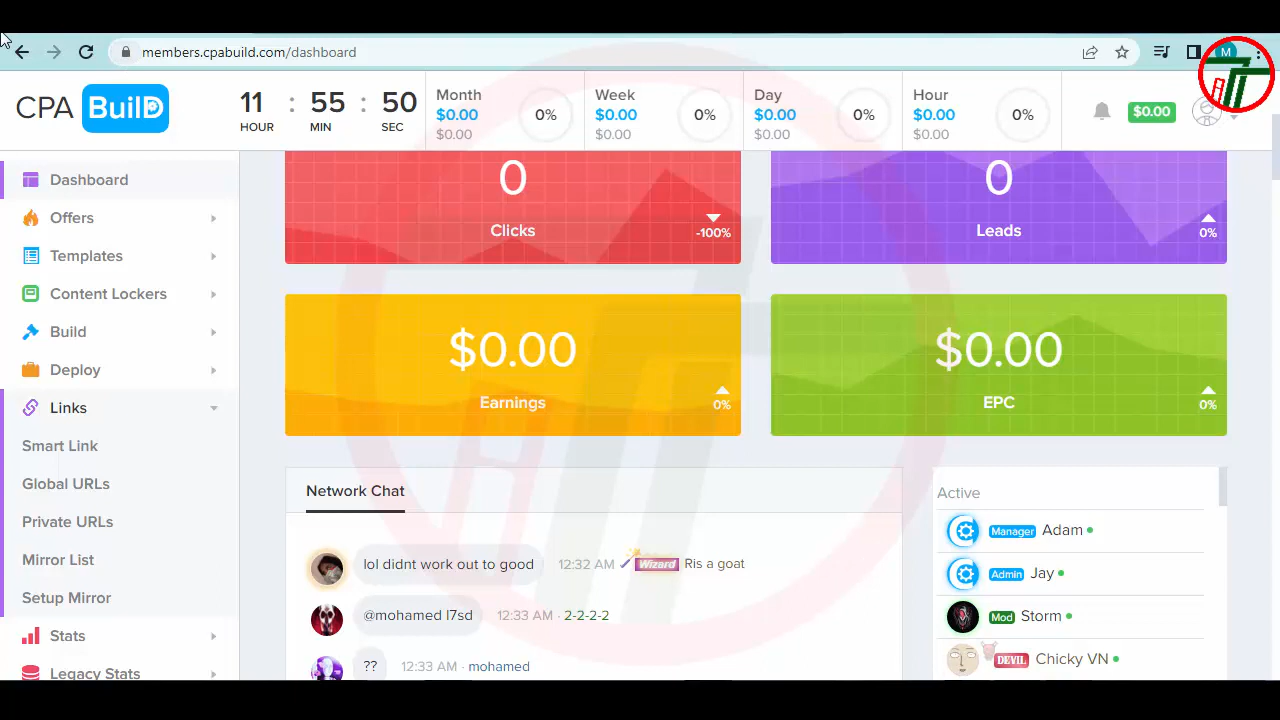 members.cpabuild.com/dashboard
M
CPA BuilD
11 : 55 : 50
HOUR MIN SEC
Month
$0.00
$0.00
0%
Week
$0.00
$0.00
0%
Day
$0.00
$0.00
0%
Hour
$0.00
$0.00
0%
$0.00
Dashboard
Offers
Templates
Content Lockers
Build
Deploy
Links
Smart Link
Global URLs
Private URLs
Mirror List
Setup Mirror
Stats
Legacy Stats
0
Clicks
-100%
0
Leads
0%
$0.00
Earnings
0%
$0.00
EPC
0%
Network Chat
lol didnt work out to good 12:32 AM Wizard Ris a goat
@mohamed l7sd 12:33 AM · 2-2-2-2
?? 12:33 AM · mohamed
Active
Manager Adam
Admin Jay
Mod Storm
DEVIL Chicky VN